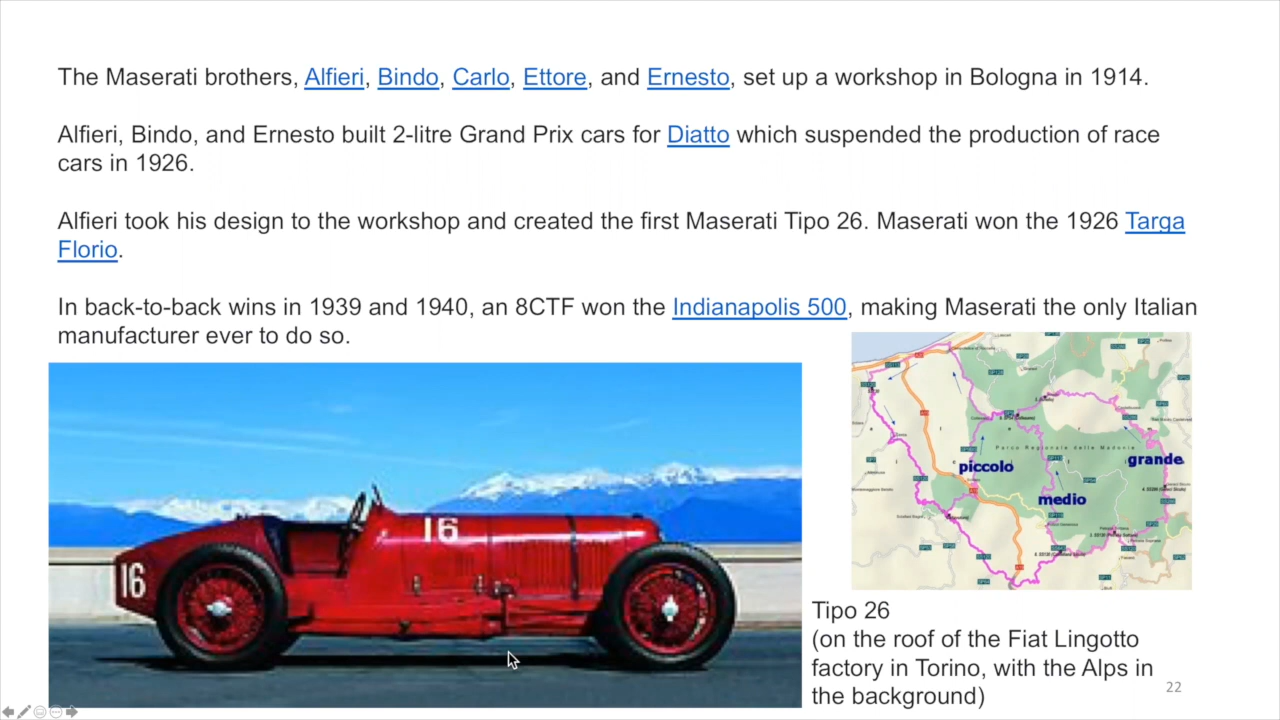 The Maserati brothers, Alfieri, Bindo, Carlo, Ettore, and Ernesto, set up a workshop in Bologna in 1914.
Alfieri, Bindo, and Ernesto built 2-litre Grand Prix cars for Diatto which suspended the production of race
cars in 1926.
Alfieri took his design to the workshop and created the first Maserati Tipo 26. Maserati won the 1926 Targa
Florio.
In back-to-back wins in 1939 and 1940, an 8CTF won the Indianapolis 500, making Maserati the only Italian
manufacturer ever to do so.
16
16
Parco Regionale delle Madonie
piccolo
grande
medio
Tipo 26
(on the roof of the Fiat Lingotto
factory in Torino, with the Alps in
the background)
22